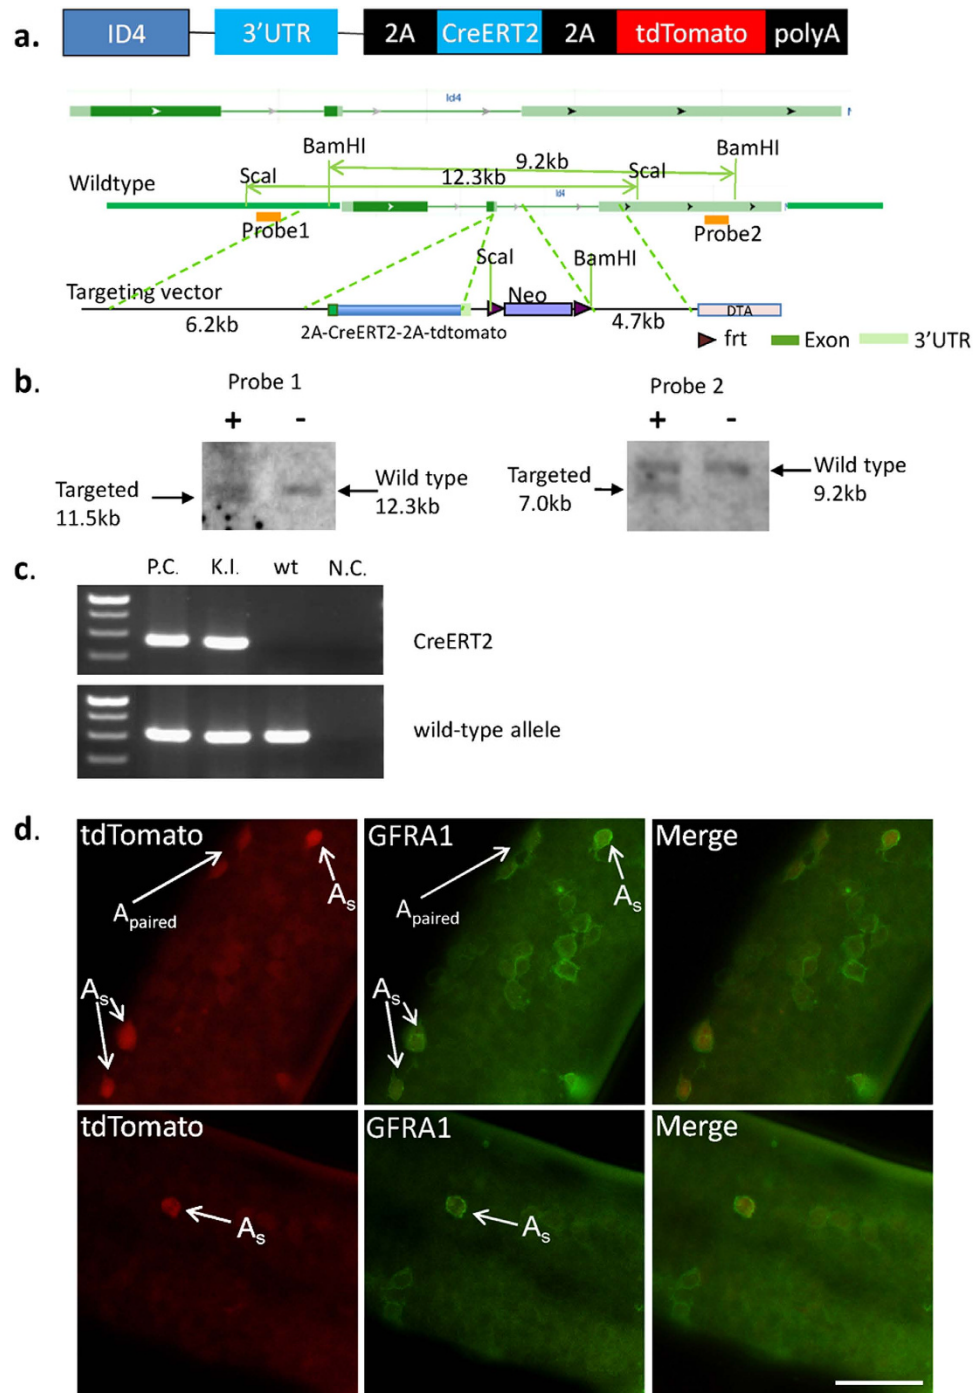 a.
ID4 3'UTR 2A CreERT2 2A tdTomato polyA
Id4
BamHI BamHI
9.2kb
ScaI ScaI
Wildtype 12.3kb
Id4
Probe1 Probe2
ScaI BamHI
Targeting vector Neo
6.2kb 4.7kb DTA
2A-CreERT2-2A-tdtomato
frt Exon 3'UTR
b.
Probe 1 Probe 2
+ - + -
Targeted Wild type Targeted Wild type
11.5kb 12.3kb 7.0kb 9.2kb
c.
P.C. K.I. wt N.C.
CreERT2
wild-type allele
d.
tdTomato GFRA1 Merge
As As
Apaired Apaired
As As
tdTomato GFRA1 Merge
As As